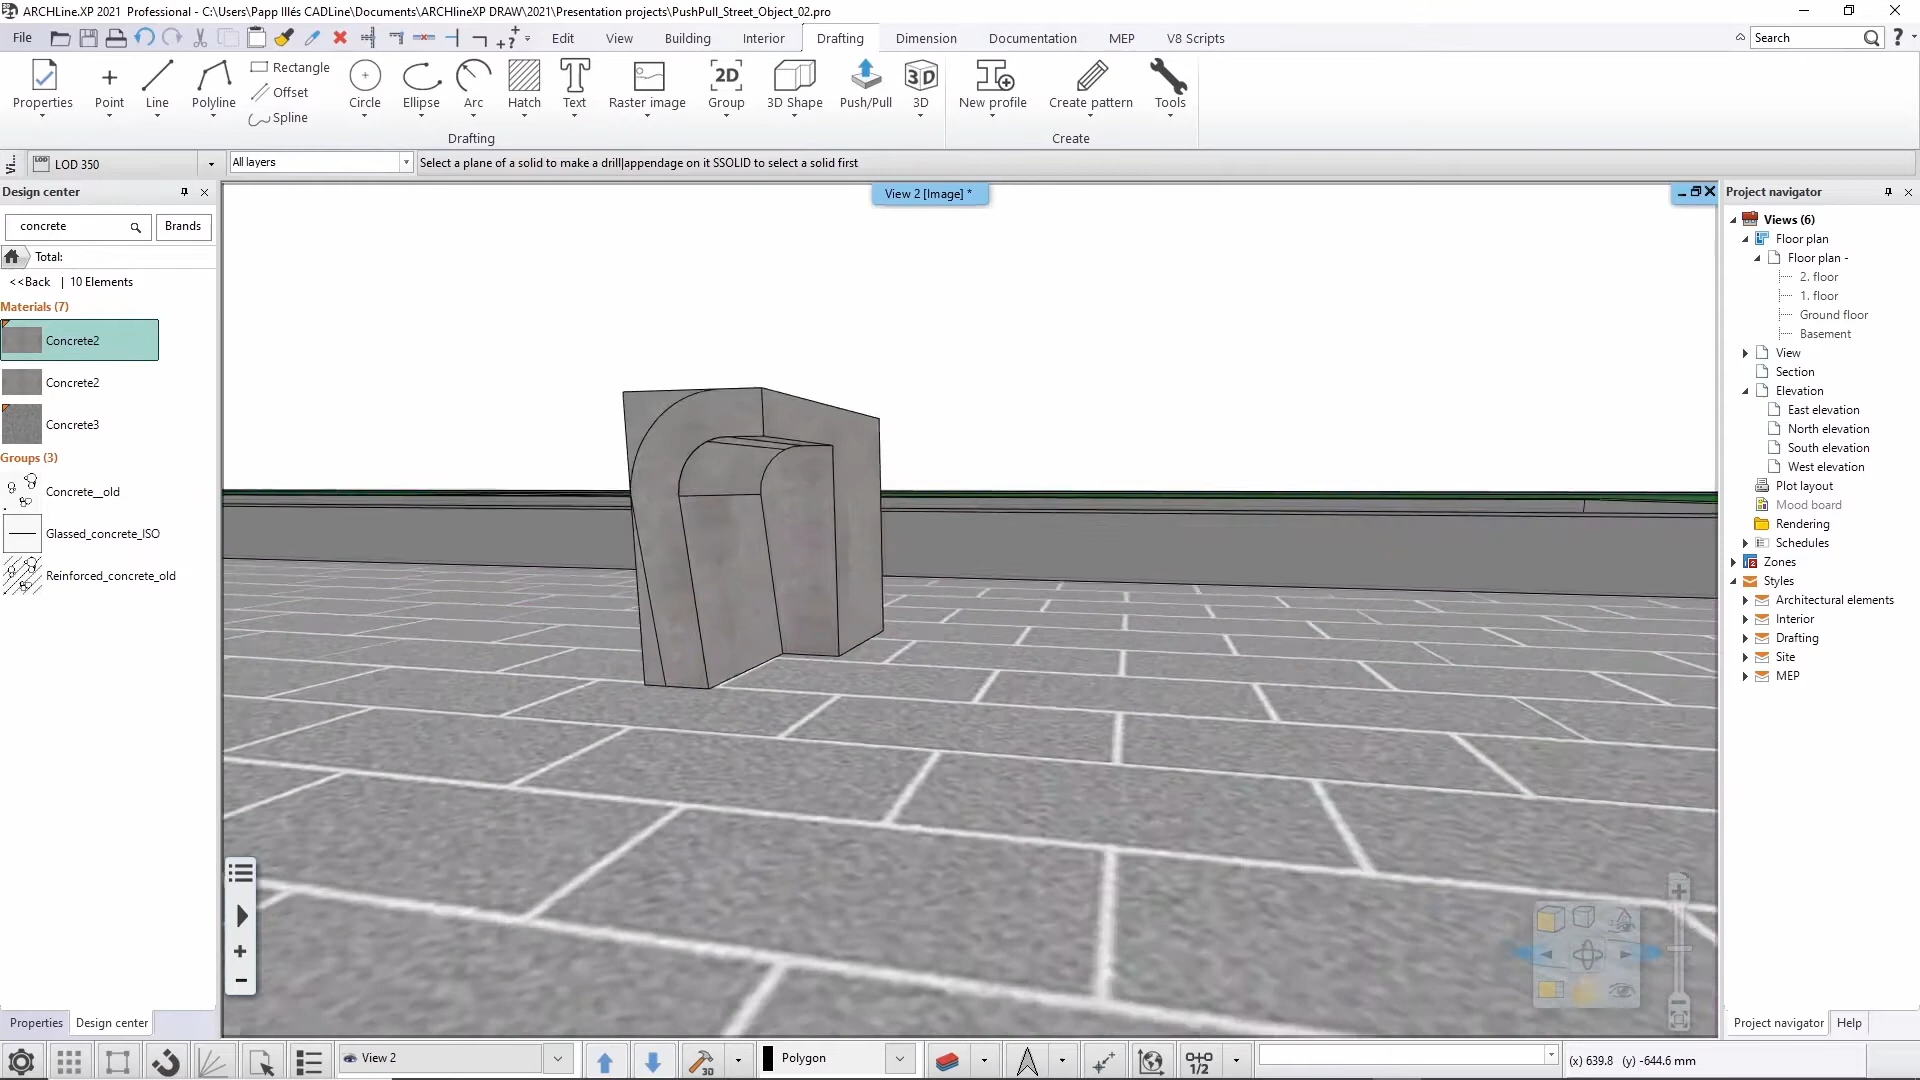 ARCHLine.XP 2021 Professional - C:\Users\Papp Illés CADLine\Documents\ARCHlineXP DRAW\2021\Presentation projects\PushPull_Street_Object_02.pro
File Edit View Building Interior Drafting Dimension Documentation MEP V8 Scripts Search
Properties Point Line Polyline Rectangle Offset Spline Circle Ellipse Arc Hatch Text Raster image 2D Group 3D Shape Push/Pull 3D 3D New profile Create pattern Tools
Drafting Create
LOD 350 All layers Select a plane of a solid to make a drill|appendage on it SSOLID to select a solid first
Design center
View 2 [Image] *
Project navigator
concrete Brands
Total:
<<Back | 10 Elements
Materials (7)
Concrete2
Concrete2
Concrete3
Groups (3)
Concrete__old
Glassed_concrete_ISO
Reinforced_concrete_old
Views (6)
Floor plan
Floor plan -
2. floor
1. floor
Ground floor
Basement
View
Section
Elevation
East elevation
North elevation
South elevation
West elevation
Plot layout
Mood board
Rendering
Schedules
Zones
Styles
Architectural elements
Interior
Drafting
Site
MEP
Properties Design center
Project navigator Help
View 2 3D Polygon 1/2 (x) 639.8 (y) -644.6 mm